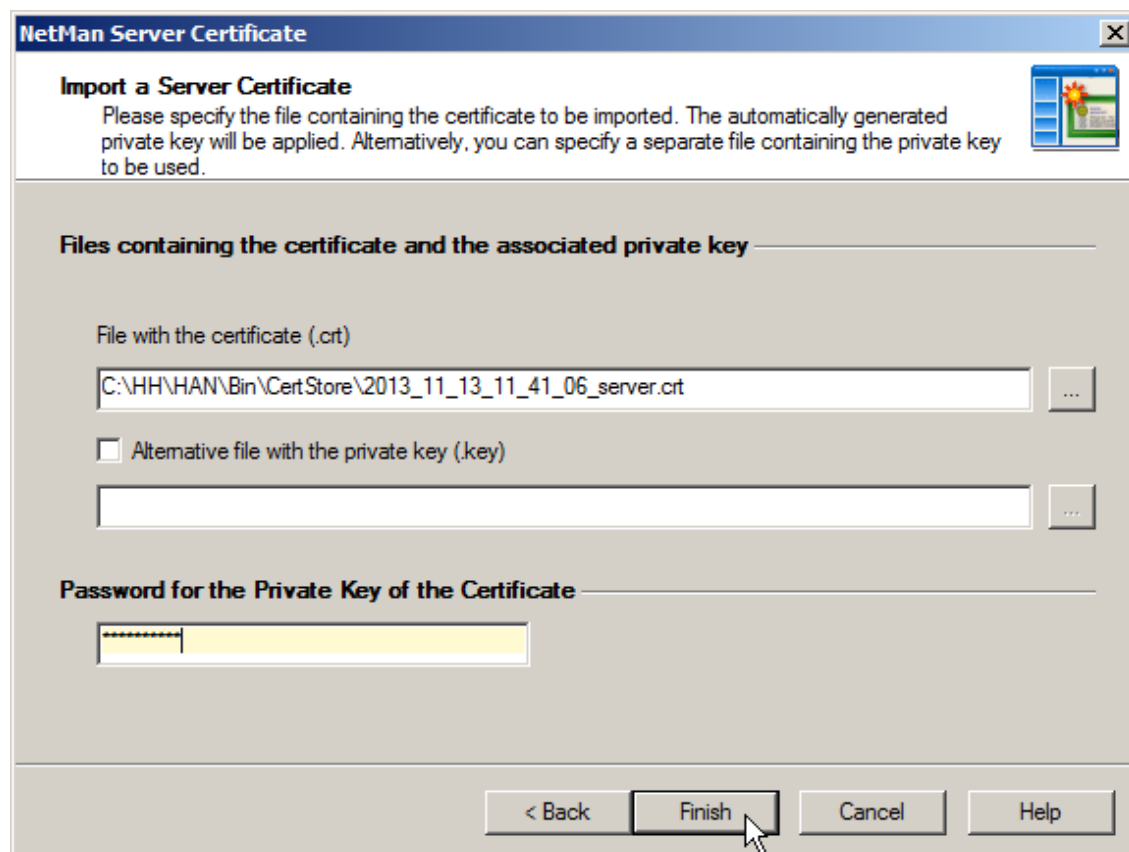 NetMan Server Certificate
Import a Server Certificate
Please specify the file containing the certificate to be imported. The automatically generated
private key will be applied. Alternatively, you can specify a separate file containing the private key
to be used.
Files containing the certificate and the associated private key
File with the certificate (.crt)
C:\HH\HAN\Bin\CertStore\2013_11_13_11_41_06_server.crt
...
Alternative file with the private key (.key)
...
Password for the Private Key of the Certificate
**********
< Back Finish Cancel Help